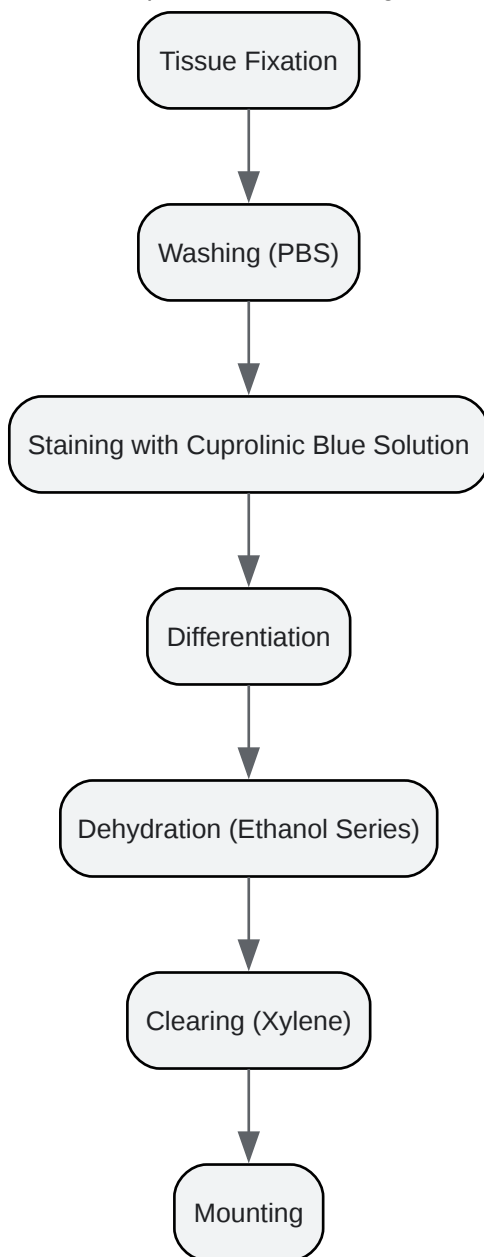 Tissue Fixation
Washing (PBS)
Staining with Cuprolinic Blue Solution
Differentiation
Dehydration (Ethanol Series)
Clearing (Xylene)
Mounting